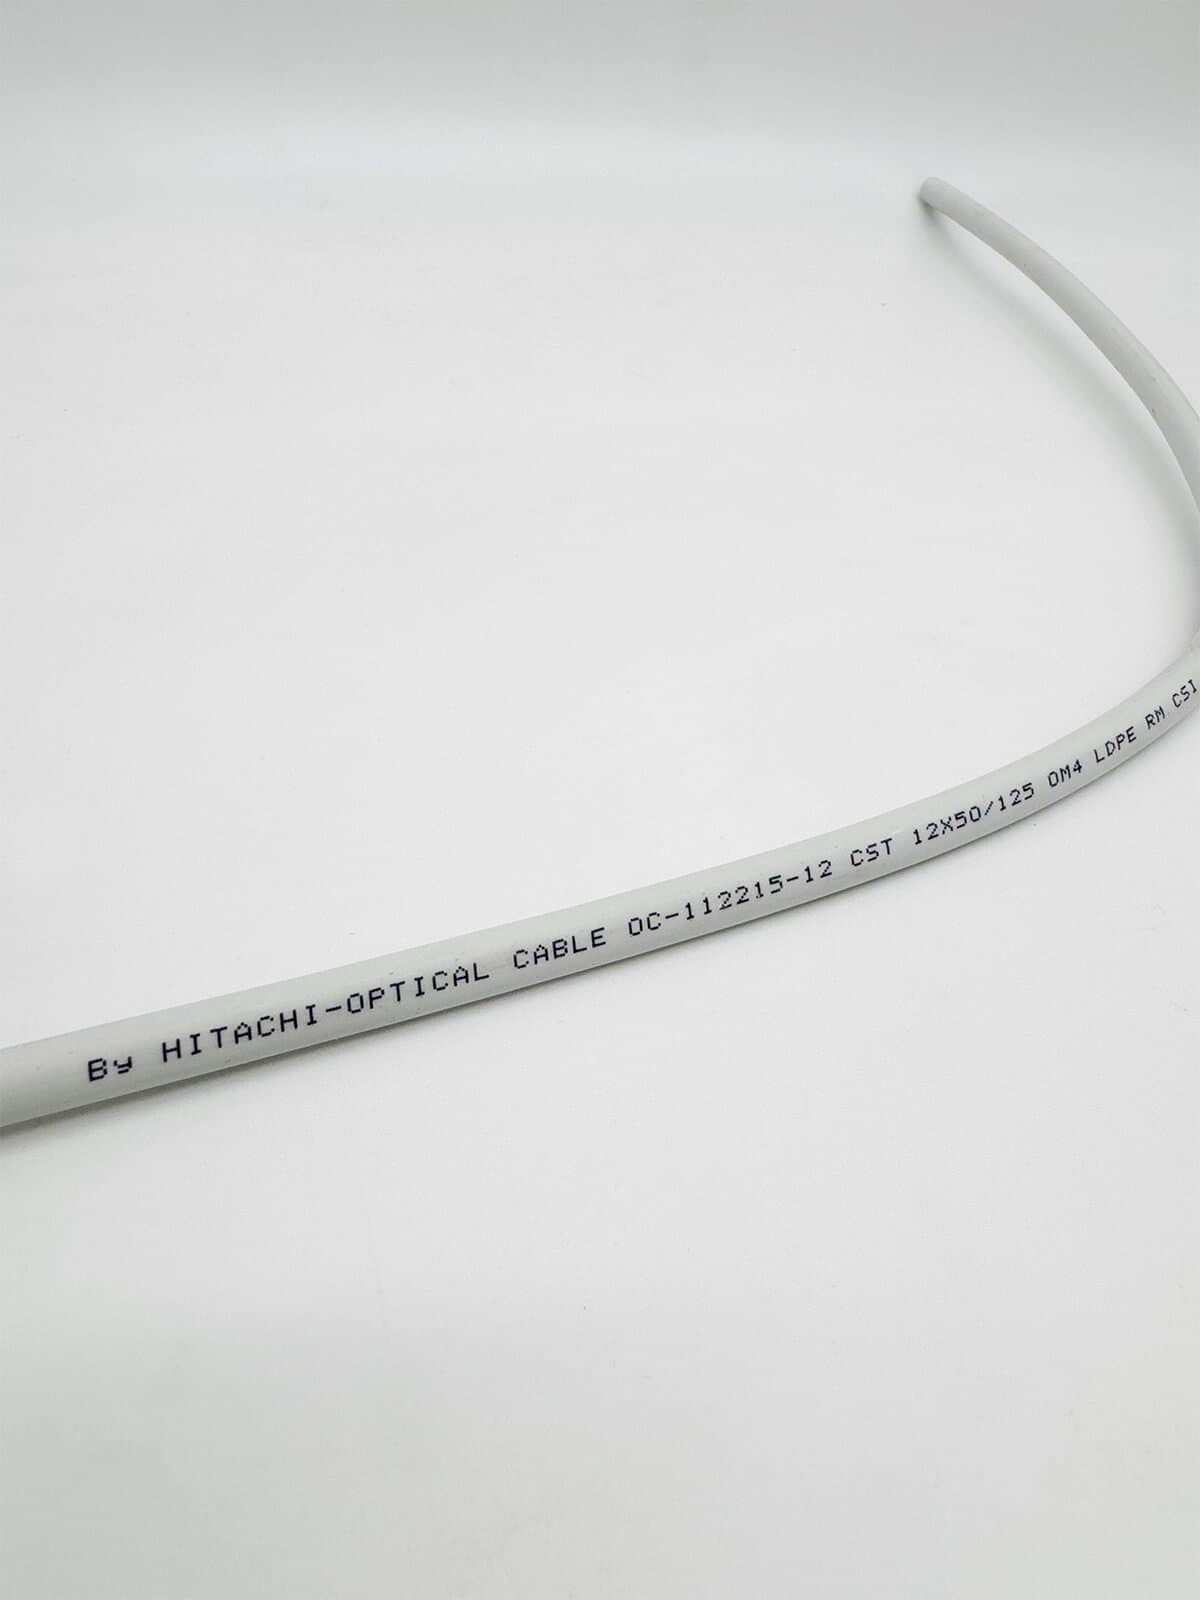 By HITACHI-OPTICAL CABLE OC-112215-12 CST 12X50/125 OM4 LDPE RM CSI